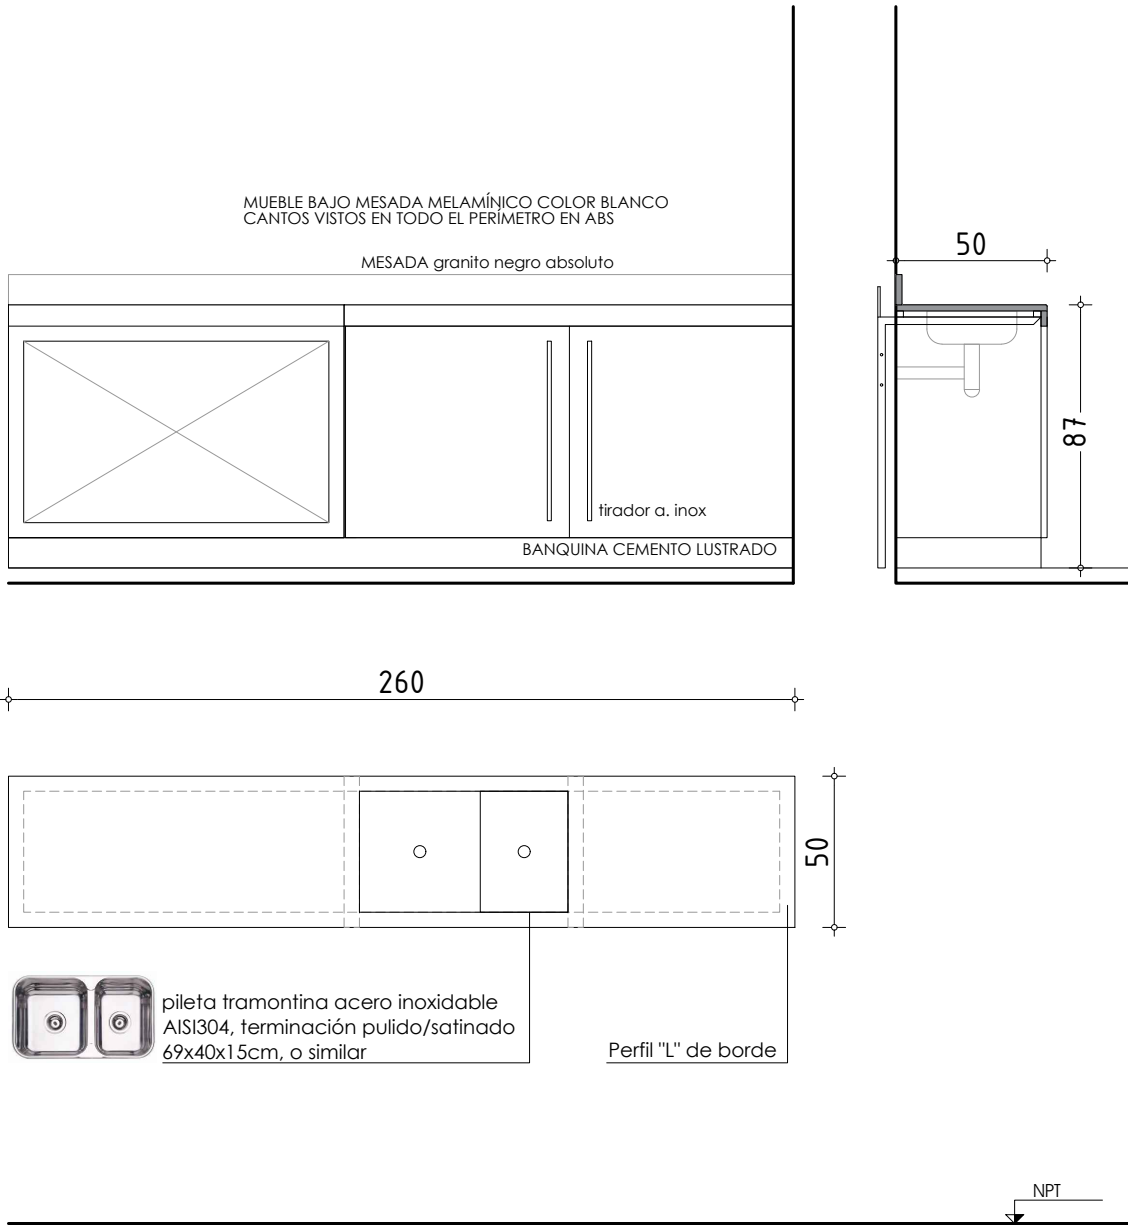 MUEBLE BAJO MESADA MELAMÍNICO COLOR BLANCO
CANTOS VISTOS EN TODO EL PERÍMETRO EN ABS
MESADA granito negro absoluto
50
87
tirador a. inox
BANQUINA CEMENTO LUSTRADO
260
50
pileta tramontina acero inoxidable
AISI304, terminación pulido/satinado
69x40x15cm, o similar
Perfil "L" de borde
NPT